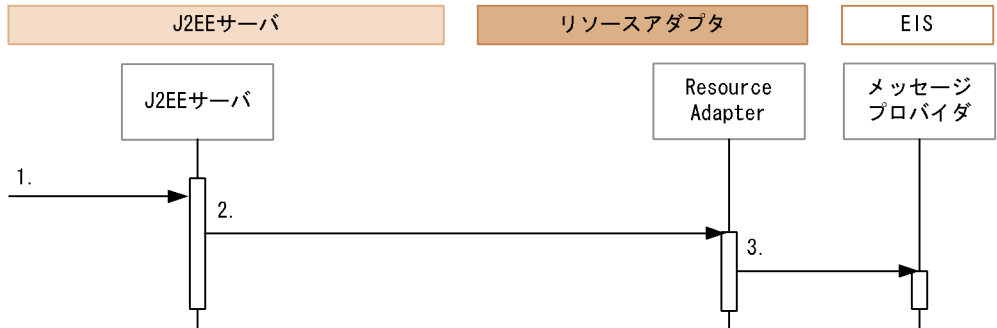 J2EEサーバ
リソースアダプタ
EIS
J2EEサーバ
Resource
Adapter
メッセージ
プロバイダ
1.
2.
3.